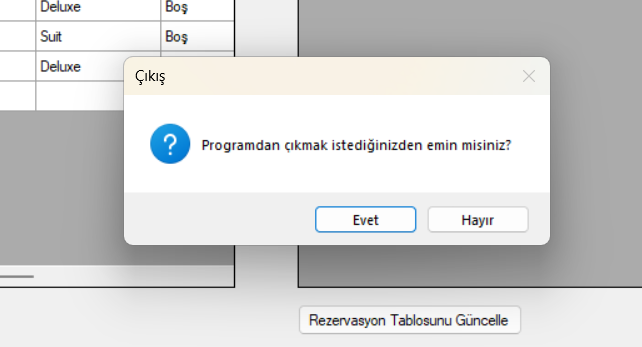 Deluxe Boş
Suit Boş
Deluxe
Çıkış
Programdan çıkmak istediğinizden emin misiniz?
Evet Hayır
Rezervasyon Tablosunu Güncelle